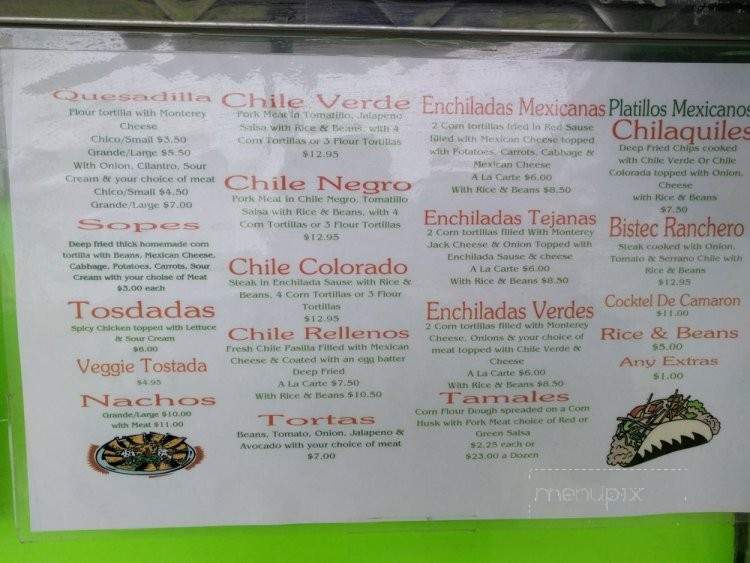 Quesadilla
Flour tortilla with Monterey
Cheese
Chico/Small $3.50
Grande/Large $5.50
With Onion, Cilantro, Sour
Cream & your choice of meat
Chico/Small $4.50
Grande/Large $7.00
Sopes
Deep fried thick homemade corn
tortilla with Beans, Mexican Cheese,
Cabbage, Potatoes, Carrots, Sour
Cream with your choise of Meat
$3.00 each
Tosdadas
Spicy Chicken topped with Lettuce
& Sour Cream
$6.00
Veggie Tostada
$4.95
Nachos
Grande/Large $10.00
with Meat $11.00
Chile Verde
Pork Meat in Tomatillo, Jalapeno
Salsa with Rice & Beans, with 4
Corn Tortillas or 3 Flour Tortillas
$12.95
Chile Negro
Pork Meat in Chile Negro, Tomatillo
Salsa with Rice & Beans, with 4
Corn Tortillas or 3 Flour Tortillas
$12.95
Chile Colorado
Steak in Enchilada Sause with Rice &
Beans, 4 Corn Tortillas or 3 Flour
Tortillas
$12.95
Chile Rellenos
Fresh Chile Pasilla Filled with Mexican
Cheese & Coated with an egg batter
Deep Fried
A La Carte $7.50
With Rice & Beans $10.50
Tortas
Beans, Tomato, Onion, Jalapeno &
Avocado with your choice of meat
$7.00
Enchiladas Mexicanas
2 Corn tortillas fried in Red Sause
filled with Mexican Cheese topped
with Potatoes, Carrots, Cabbage &
Mexican Cheese
A La Carte $6.00
With Rice & Beans $8.50
Enchiladas Tejanas
2 Corn tortillas filled With Monterey
Jack Cheese & Onion Topped with
Enchilada Sause & cheese
A La Carte $6.00
With Rice & Beans $8.50
Enchiladas Verdes
2 Corn tortillas filled with Monterey
Cheese, Onions & your choice of
meat topped with Chile Verde &
Cheese
A La Carte $6.00
With Rice & Beans $8.50
Tamales
Corn Flour Dough spreaded on a Corn
Husk with Pork Meat choice of Red or
Green Salsa
$2.25 each or
$23.00 a Dozen
Platillos Mexicanos
Chilaquiles
Deep Fried Chips cooked
with Chile Verde Or Chile
Colorada topped with Onion,
Cheese
with Rice & Beans
$7.50
Bistec Ranchero
Steak cooked with Onion,
Tomato & Serrano Chile with
Rice & Beans
$12.95
Cocktel De Camaron
$11.00
Rice & Beans
$5.00
Any Extras
$1.00
menupix